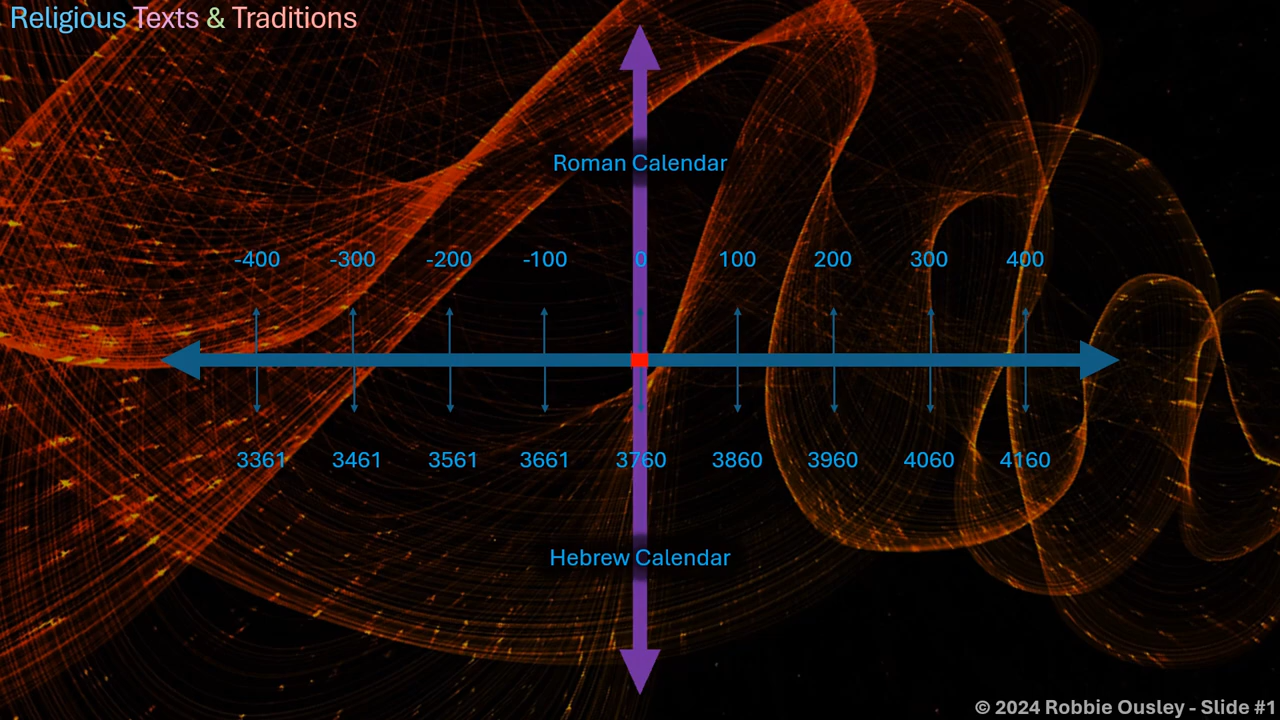 Religious Texts & Traditions
Roman Calendar
-400 -300 -200 -100 0 100 200 300 400
3361 3461 3561 3661 3760 3860 3960 4060 4160
Hebrew Calendar
© 2024 Robbie Ousley - Slide #1